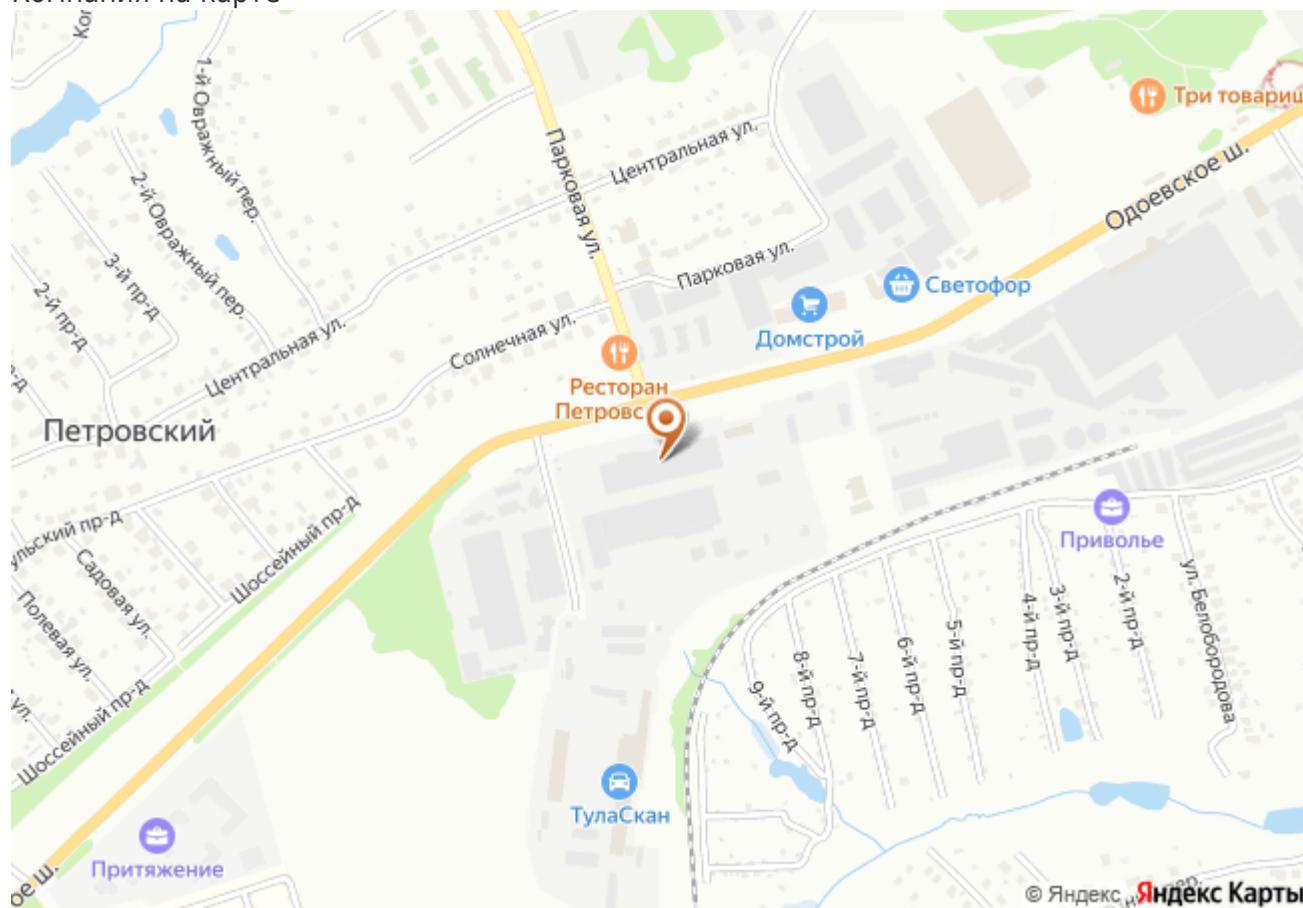 1-й Овражный пер.
Три товарищ
Парковая ул.
Центральная ул.
2-й Овражный пер.
Одоевское ш.
3-й пр-д
Парковая ул.
Светофор
2-й пр-д
Домстрой
Центральная ул.
Солнечная ул.
Ресторан
Петровс
Петровский
Шоссейный пр-д
Приволье
Садовая ул.
Полевая ул.
ул. Белобородова
2-й пр-д
3-й пр-д
4-й пр-д
5-й пр-д
6-й пр-д
7-й пр-д
8-й пр-д
9-й пр-д
Шоссейный пр-д
ТулаСкан
Притяжение
© Яндекс
Яндекс Карты